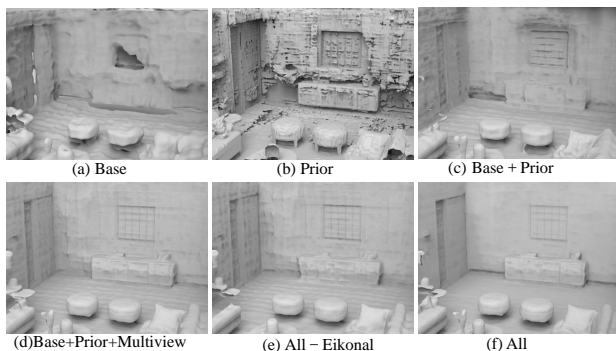 (a) Base
(b) Prior
(c) Base + Prior
(d)Base+Prior+Multiview
(e) All − Eikonal
(f) All